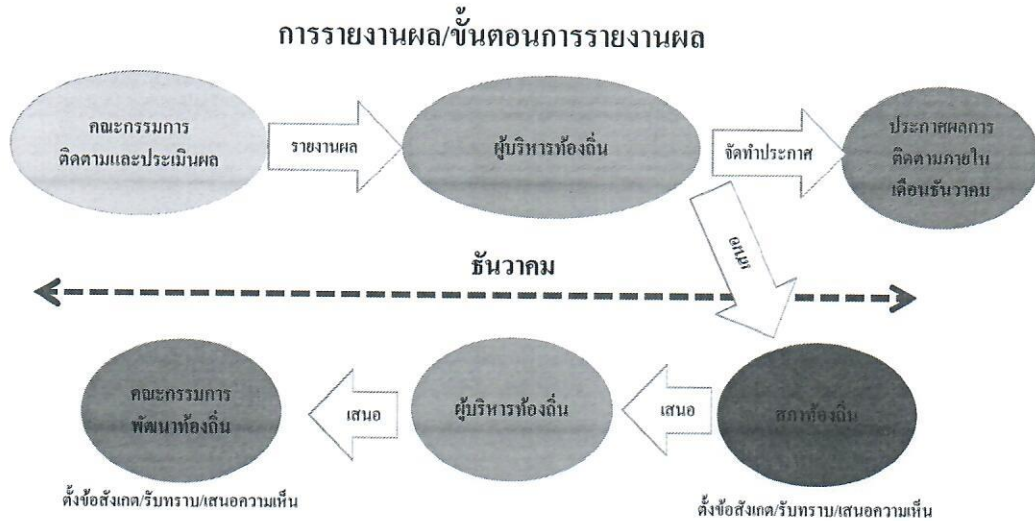 การรายงานผล/ขั้นตอนการรายงานผล
คณะกรรมการ
ติดตามและประเมินผล
รายงานผล
ผู้บริหารท้องถิ่น
จัดทำประกาศ
ประกาศผลการ
ติดตามภายใน
เดือนธันวาคม
เสนอ
ธันวาคม
คณะกรรมการ
พัฒนาท้องถิ่น
เสนอ
ผู้บริหารท้องถิ่น
เสนอ
สภาท้องถิ่น
ตั้งข้อสังเกต/รับทราบ/เสนอความเห็น
ตั้งข้อสังเกต/รับทราบ/เสนอความเห็น